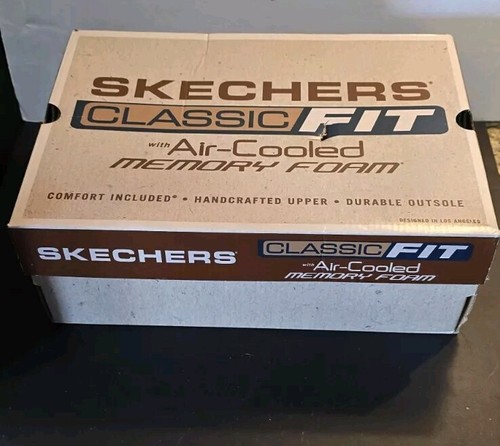 SKECHERS®
CLASSIC FIT
with Air-Cooled
MEMORY FOAM
COMFORT INCLUDED® • HANDCRAFTED UPPER • DURABLE OUTSOLE
DESIGNED IN LOS ANGELES
SKECHERS®
CLASSIC FIT
with Air-Cooled
MEMORY FOAM